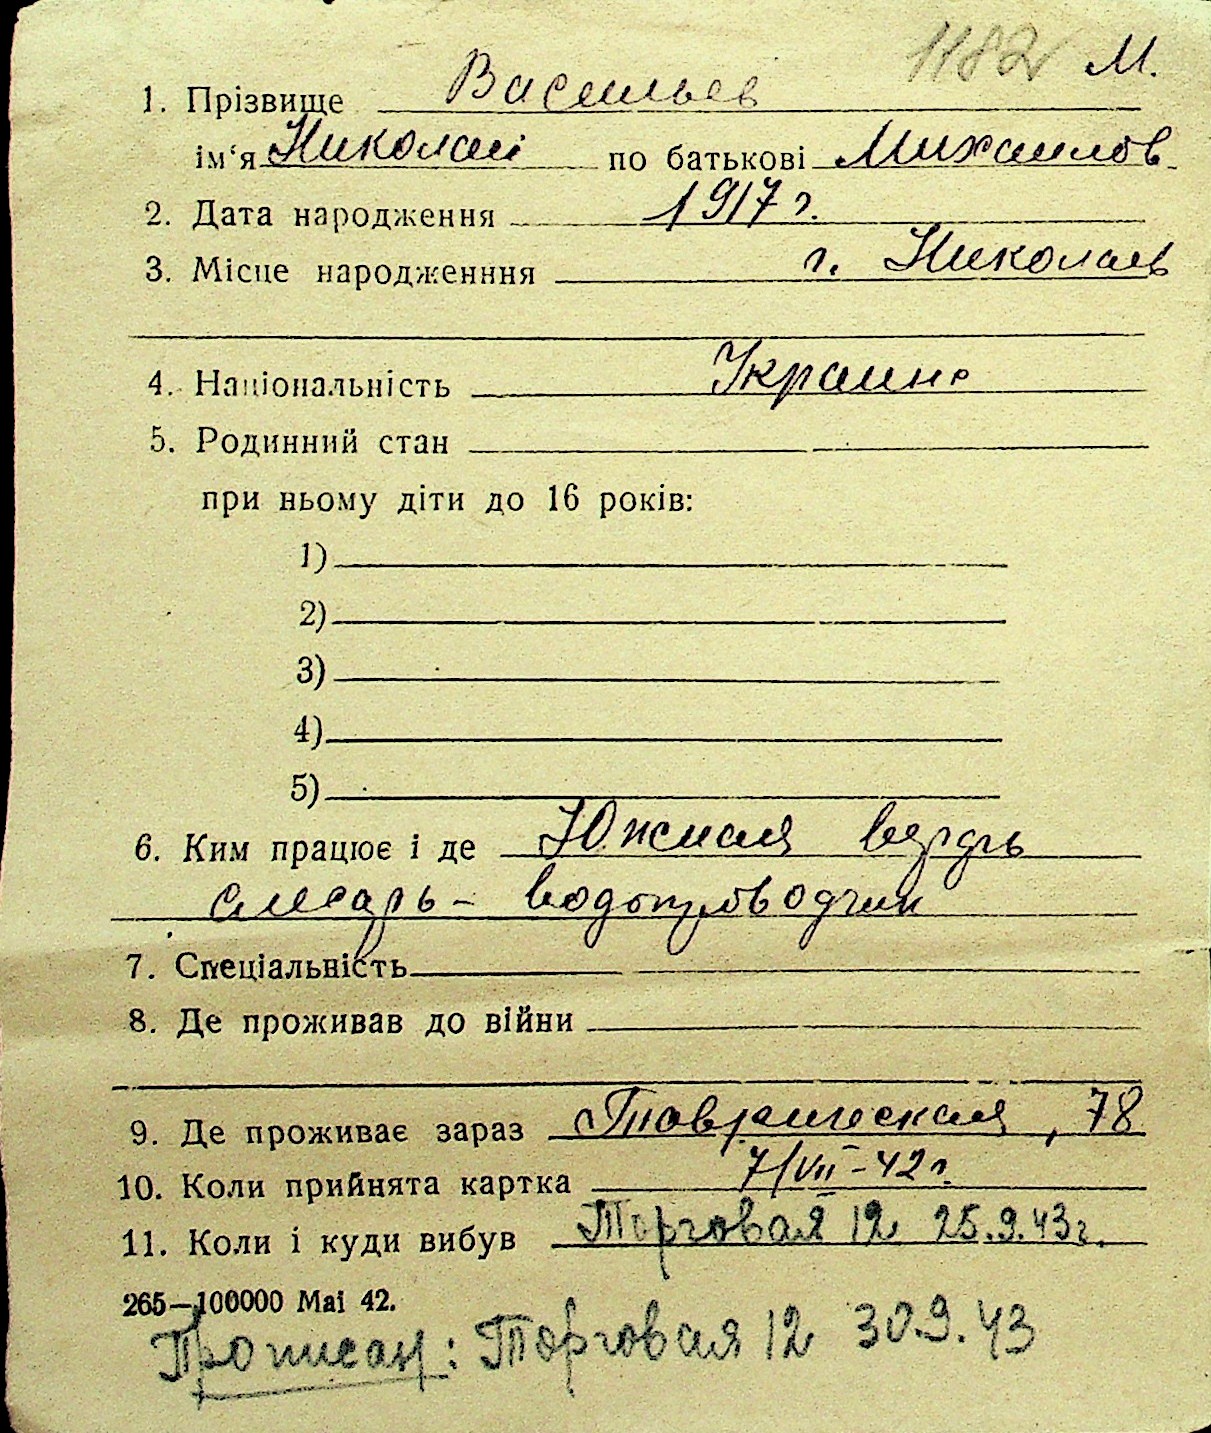 1182 М.
1. Прізвище Васильев
ім‘я Николай по батькові Михаилов
2. Дата народження 1917 г.
3. Місце народженння г. Николаев
4. Національність Украин
5. Родинний стан
при ньому діти до 16 років:
1)
2)
3)
4)
5)
6. Ким працює і де Южная верфь
слесарь–
7. Спеціальність
8. Де проживав до війни
9. Де проживає зараз Таврическая, 78
10. Коли прийнята картка 7/VII-42 г.
11. Коли і куди вибув Торговая 12 25.9.43г.
265—100000 Mai 42.
Прописан: Торговая 12 30.9.43